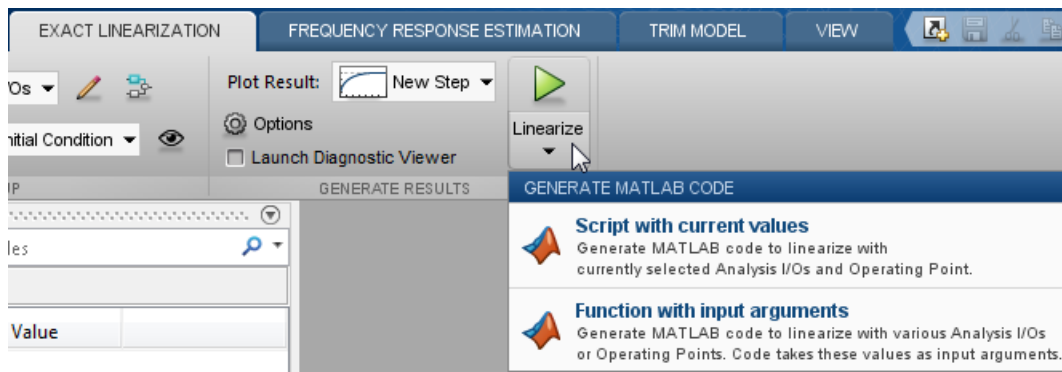 EXACT LINEARIZATION FREQUENCY RESPONSE ESTIMATION TRIM MODEL VIEW
/Os Plot Result: New Step
Options
nitial Condition Linearize
Launch Diagnostic Viewer
UP GENERATE RESULTS GENERATE MATLAB CODE
Script with current values
Generate MATLAB code to linearize with
currently selected Analysis I/Os and Operating Point.
les
Function with input arguments
Value
Generate MATLAB code to linearize with various Analysis I/Os
or Operating Points. Code takes these values as input arguments.